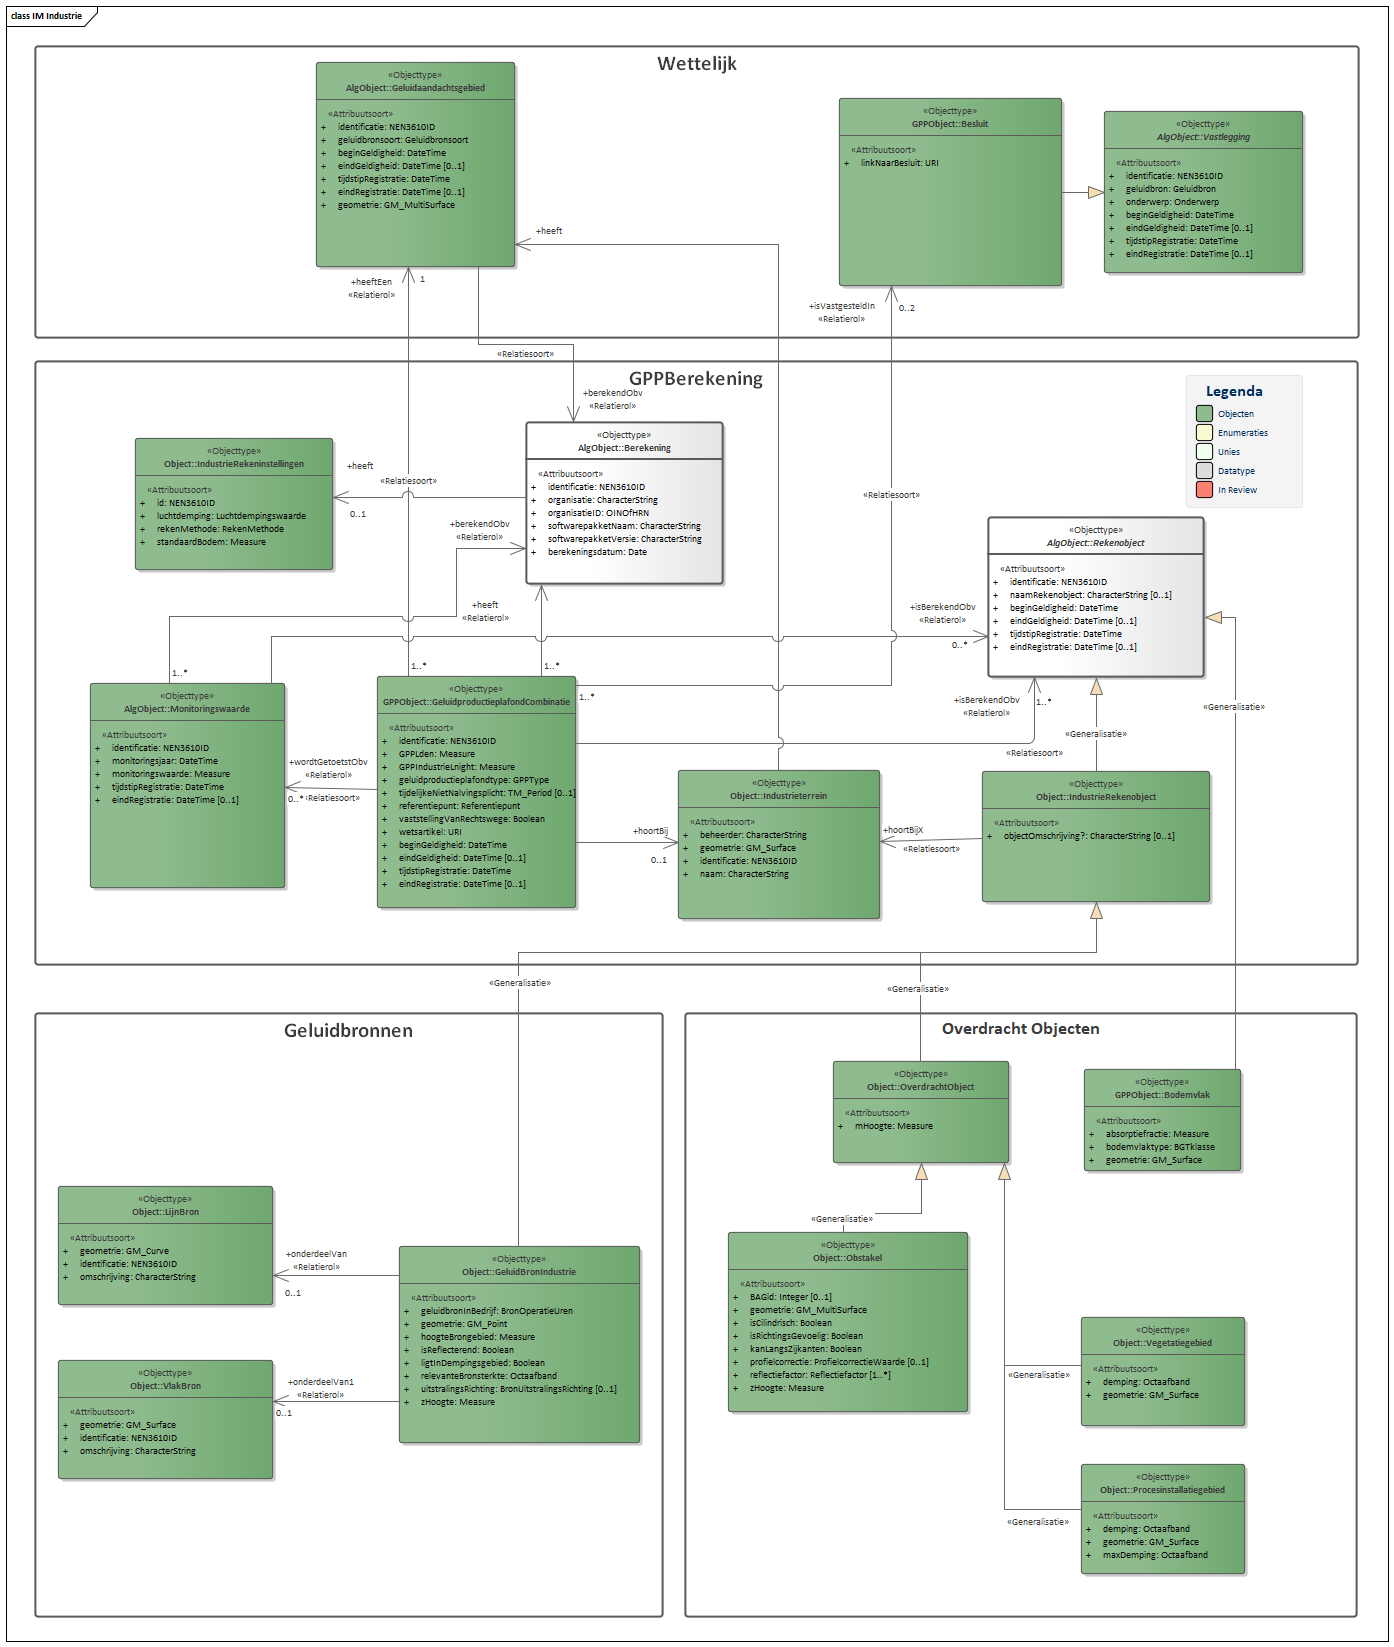 class IM Industrie
Wettelijk
«Objecttype»
AlgObject::Geluidaandachtsgebied
«Attribuutsoort»
+ identificatie: NEN3610ID
+ geluidbronsoort: Geluidbronsoort
+ beginGeldigheid: DateTime
+ eindGeldigheid: DateTime [0..1]
+ tijdstipRegistratie: DateTime
+ eindRegistratie: DateTime [0..1]
+ geometrie: GM_MultiSurface
«Objecttype»
GPPObject::Besluit
«Attribuutsoort»
+ linkNaarBesluit: URI
«Objecttype»
AlgObject::Vastlegging
«Attribuutsoort»
+ identificatie: NEN3610ID
+ geluidbron: Geluidbron
+ onderwerp: Onderwerp
+ beginGeldigheid: DateTime
+ eindGeldigheid: DateTime [0..1]
+ tijdstipRegistratie: DateTime
+ eindRegistratie: DateTime [0..1]
+heeft
+heeftEen
«Relatierol»
1
+isVastgesteldIn
«Relatierol»
0..2
«Relatiesoort»
GPPBerekening
+berekendObv
«Relatierol»
Legenda
Objecten
Enumeraties
Unies
Datatype
In Review
«Objecttype»
Object::IndustrieRekeninstellingen
«Attribuutsoort»
+ id: NEN3610ID
+ luchtdemping: Luchtdempingswaarde
+ rekenMethode: RekenMethode
+ standaardBodem: Measure
+heeft
0..1
«Relatiesoort»
«Objecttype»
AlgObject::Berekening
«Attribuutsoort»
+ identificatie: NEN3610ID
+ organisatie: CharacterString
+ organisatieID: OINOfHRN
+ softwarepakketNaam: CharacterString
+ softwarepakketVersie: CharacterString
+ berekeningsdatum: Date
+berekendObv
«Relatierol»
«Relatiesoort»
«Objecttype»
AlgObject::Rekenobject
«Attribuutsoort»
+ identificatie: NEN3610ID
+ naamRekenobject: CharacterString [0..1]
+ beginGeldigheid: DateTime
+ eindGeldigheid: DateTime [0..1]
+ tijdstipRegistratie: DateTime
+ eindRegistratie: DateTime [0..1]
+heeft
«Relatierol»
+isBerekendObv
«Relatierol»
0..*
1..*
1..*
1..*
1..*
+isBerekendObv
«Relatierol»
1..*
«Relatiesoort»
«Generalisatie»
«Generalisatie»
«Objecttype»
AlgObject::Monitoringswaarde
«Attribuutsoort»
+ identificatie: NEN3610ID
+ monitoringsjaar: DateTime
+ monitoringswaarde: Measure
+ tijdstipRegistratie: DateTime
+ eindRegistratie: DateTime [0..1]
+wordtGetoetstObv
«Relatierol»
0..*
«Relatiesoort»
«Objecttype»
GPPObject::GeluidproductieplafondCombinatie
«Attribuutsoort»
+ identificatie: NEN3610ID
+ GPPLden: Measure
+ GPPIndustrieLnight: Measure
+ geluidproductieplafondtype: GPPType
+ tijdelijkeNietNalvingsplicht: TM_Period [0..1]
+ referentiepunt: Referentiepunt
+ vaststellingVanRechtswege: Boolean
+ wetsartikel: URI
+ beginGeldigheid: DateTime
+ eindGeldigheid: DateTime [0..1]
+ tijdstipRegistratie: DateTime
+ eindRegistratie: DateTime [0..1]
+hoortBij
0..1
«Objecttype»
Object::Industrieterrein
«Attribuutsoort»
+ beheerder: CharacterString
+ geometrie: GM_Surface
+ identificatie: NEN3610ID
+ naam: CharacterString
+hoortBijX
«Relatiesoort»
«Objecttype»
Object::IndustrieRekenobject
«Attribuutsoort»
+ objectOmschrijving?: CharacterString [0..1]
«Generalisatie»
«Generalisatie»
Geluidbronnen
«Objecttype»
Object::LijnBron
«Attribuutsoort»
+ geometrie: GM_Curve
+ identificatie: NEN3610ID
+ omschrijving: CharacterString
+onderdeelVan
«Relatierol»
0..1
«Objecttype»
Object::VlakBron
«Attribuutsoort»
+ geometrie: GM_Surface
+ identificatie: NEN3610ID
+ omschrijving: CharacterString
+onderdeelVan1
«Relatierol»
0..1
«Objecttype»
Object::GeluidBronIndustrie
«Attribuutsoort»
+ geluidbronInBedrijf: BronOperatieUren
+ geometrie: GM_Point
+ hoogteBrongebied: Measure
+ isReflecterend: Boolean
+ ligtInDempingsgebied: Boolean
+ relevanteBronsterkte: Octaafband
+ uitstralingsRichting: BronUitstralingsRichting [0..1]
+ zHoogte: Measure
Overdracht Objecten
«Objecttype»
Object::OverdrachtObject
«Attribuutsoort»
+ mHoogte: Measure
«Objecttype»
GPPObject::Bodemvlak
«Attribuutsoort»
+ absorptiefractie: Measure
+ bodemvlaktype: BGTklasse
+ geometrie: GM_Surface
«Generalisatie»
«Objecttype»
Object::Obstakel
«Attribuutsoort»
+ BAGid: Integer [0..1]
+ geometrie: GM_MultiSurface
+ isCilindrisch: Boolean
+ isRichtingsGevoelig: Boolean
+ kanLangsZijkanten: Boolean
+ profielcorrectie: ProfielcorrectieWaarde [0..1]
+ reflectiefactor: Reflectiefactor [1..*]
+ zHoogte: Measure
«Objecttype»
Object::Vegetatiegebied
«Attribuutsoort»
+ demping: Octaafband
+ geometrie: GM_Surface
«Generalisatie»
«Objecttype»
Object::Procesinstallatiegebied
«Attribuutsoort»
+ demping: Octaafband
+ geometrie: GM_Surface
+ maxDemping: Octaafband
«Generalisatie»